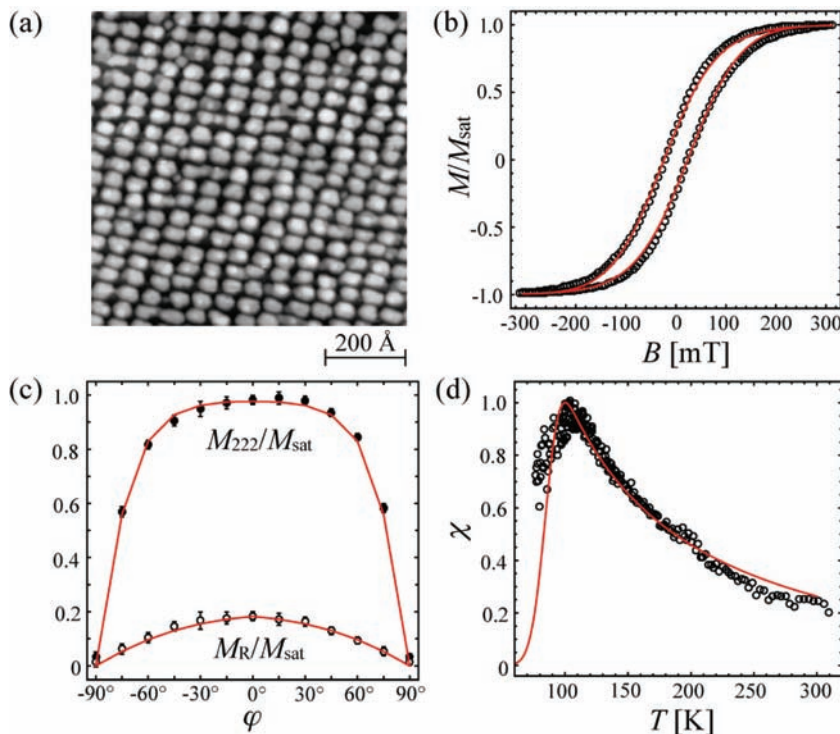 (a)
200 Å
(b)
M/Msat
1.0
0.5
0
-0.5
-1.0
-300 -200 -100 0 100 200 300
B [mT]
(c)
1.0
0.8
0.6
0.4
0.2
0
M222/Msat
MR/Msat
-90° -60° -30° 0° 30° 60° 90°
φ
(d)
χ
1.0
0.8
0.6
0.4
0.2
0
100 150 200 250 300
T [K]